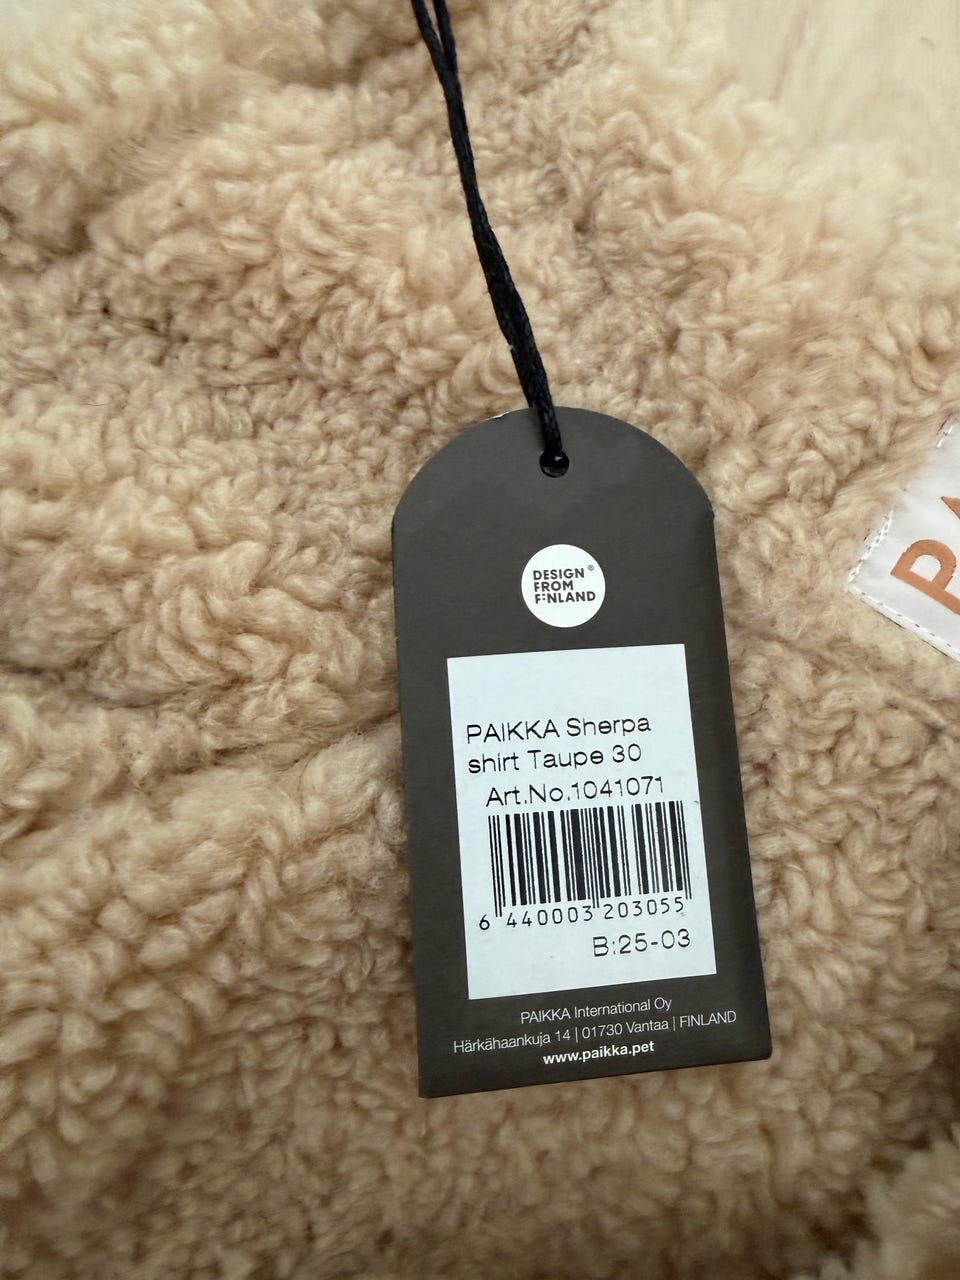 DESIGN®
FROM
FINLAND
PAIKKA Sherpa
shirt Taupe 30
Art.No.1041071
6 440003 203055
B:25-03
PAIKKA International Oy
Härkähaankuja 14 | 01730 Vantaa | FINLAND
www.paikka.pet
PA